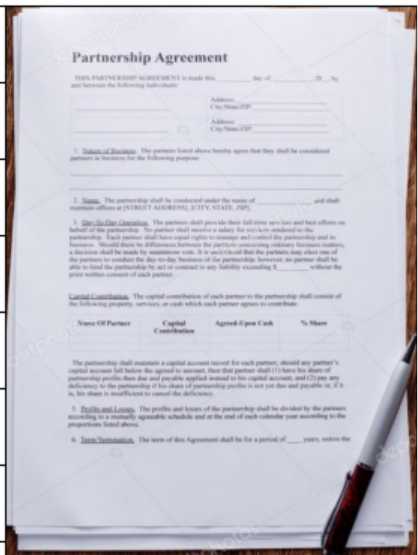 Partnership Agreement
THIS PARTNERSHIP AGREEMENT is made this ________ day of ________, 20__, by
and between the following individuals:
Address:
City/State/ZIP:
Address:
City/State/ZIP:
1. Nature of Business. The partners listed above hereby agree that they shall be considered
partners in business for the following purpose:
2. Name. The partnership shall be conducted under the name of ________ and shall
maintain offices at [STREET ADDRESS], [CITY, STATE, ZIP].
3. Day-To-Day Operation. The partners shall provide their full-time services and best efforts on
behalf of the partnership. No partner shall receive a salary for services rendered to the
partnership. Each partner shall have equal rights to manage and control the partnership and its
business. Should there be differences between the partners concerning ordinary business matters,
a decision shall be made by unanimous vote. It is understood that the partners may elect one of
the partners to conduct the day-to-day business of the partnership; however, no partner shall be
able to bind the partnership by act or contract to any liability exceeding $________ without the
prior written consent of each partner.
Capital Contribution. The capital contribution of each partner to the partnership shall consist of
the following property, services, or cash which each partner agrees to contribute:
Name Of Partner Capital Agreed-Upon Cash % Share
Contribution
The partnership shall maintain a capital account record for each partner; should any partner's
capital account fall below the agreed to amount, then that partner shall (1) have his share of
partnership profits then due and payable applied instead to his capital account; and (2) pay any
deficiency to the partnership if his share of partnership profits is not yet due and payable or, if it
is, his share is insufficient to cancel the deficiency.
5. Profits and Losses. The profits and losses of the partnership shall be divided by the partners
according to a mutually agreeable schedule and at the end of each calendar year according to the
proportions listed above.
6. Term/Termination. The term of this Agreement shall be for a period of ____ years, unless the
depositphotos